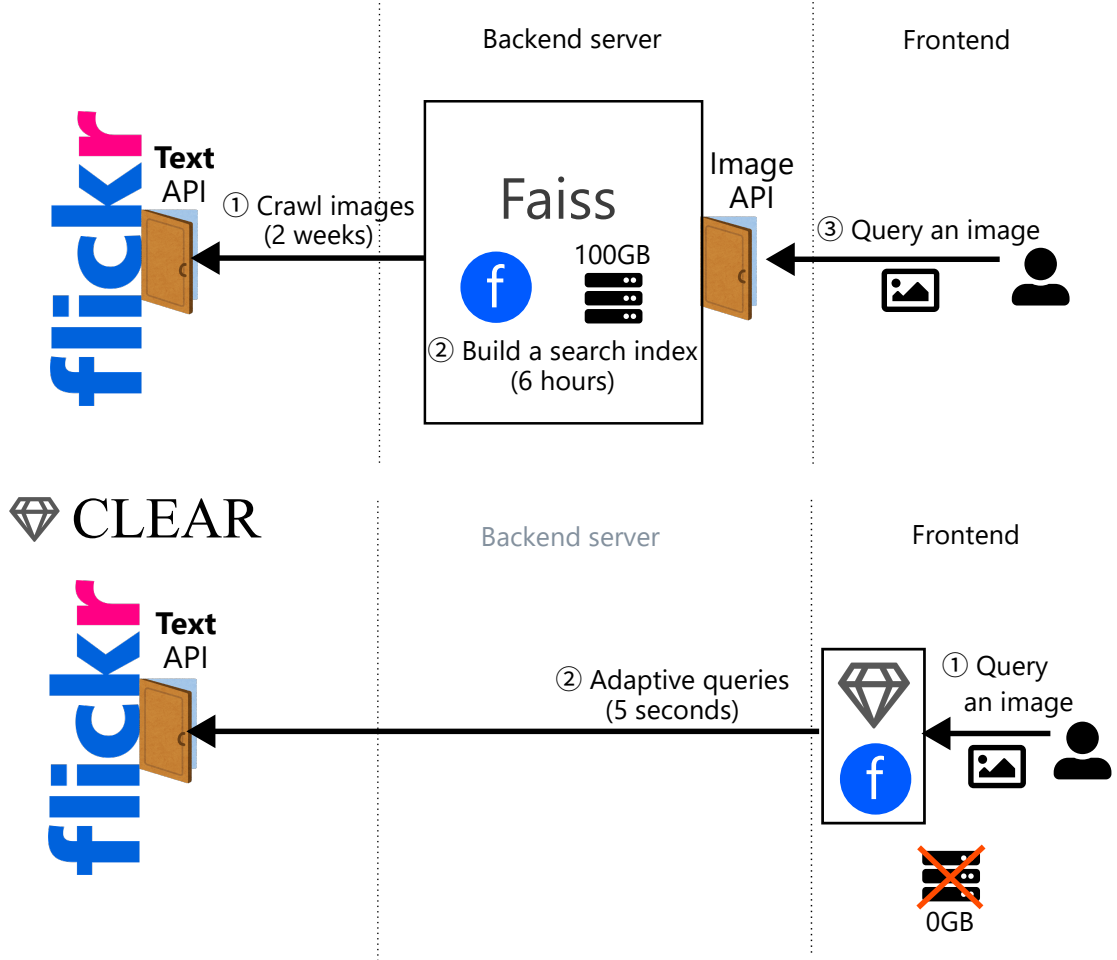 Backend server
Frontend
flickr
Text
API
① Crawl images
(2 weeks)
Faiss
f
100GB
② Build a search index
(6 hours)
Image
API
③ Query an image
CLEAR
Backend server
Frontend
flickr
Text
API
② Adaptive queries
(5 seconds)
f
① Query
an image
0GB